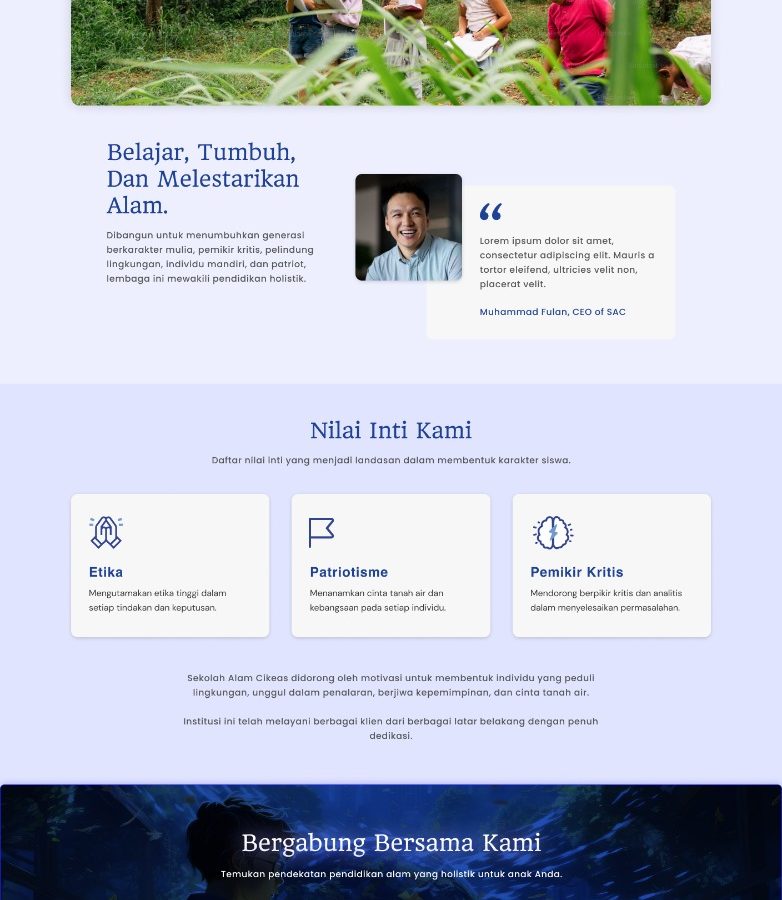 Belajar, Tumbuh,
Dan Melestarikan
Alam.
Dibangun untuk menumbuhkan generasi
berkarakter mulia, pemikir kritis, pelindung
lingkungan, individu mandiri, dan patriot,
lembaga ini mewakili pendidikan holistik.
“
Lorem ipsum dolor sit amet,
consectetur adipiscing elit. Mauris a
tortor eleifend, ultricies velit non,
placerat velit.
Muhammad Fulan, CEO of SAC
Nilai Inti Kami
Daftar nilai inti yang menjadi landasan dalam membentuk karakter siswa.
Etika
Mengutamakan etika tinggi dalam
setiap tindakan dan keputusan.
Patriotisme
Menanamkan cinta tanah air dan
kebangsaan pada setiap individu.
Pemikir Kritis
Mendorong berpikir kritis dan analitis
dalam menyelesaikan permasalahan.
Sekolah Alam Cikeas didorong oleh motivasi untuk membentuk individu yang peduli
lingkungan, unggul dalam penalaran, berjiwa kepemimpinan, dan cinta tanah air.
Institusi ini telah melayani berbagai klien dari berbagai latar belakang dengan penuh
dedikasi.
Bergabung Bersama Kami
Temukan pendekatan pendidikan alam yang holistik untuk anak Anda.